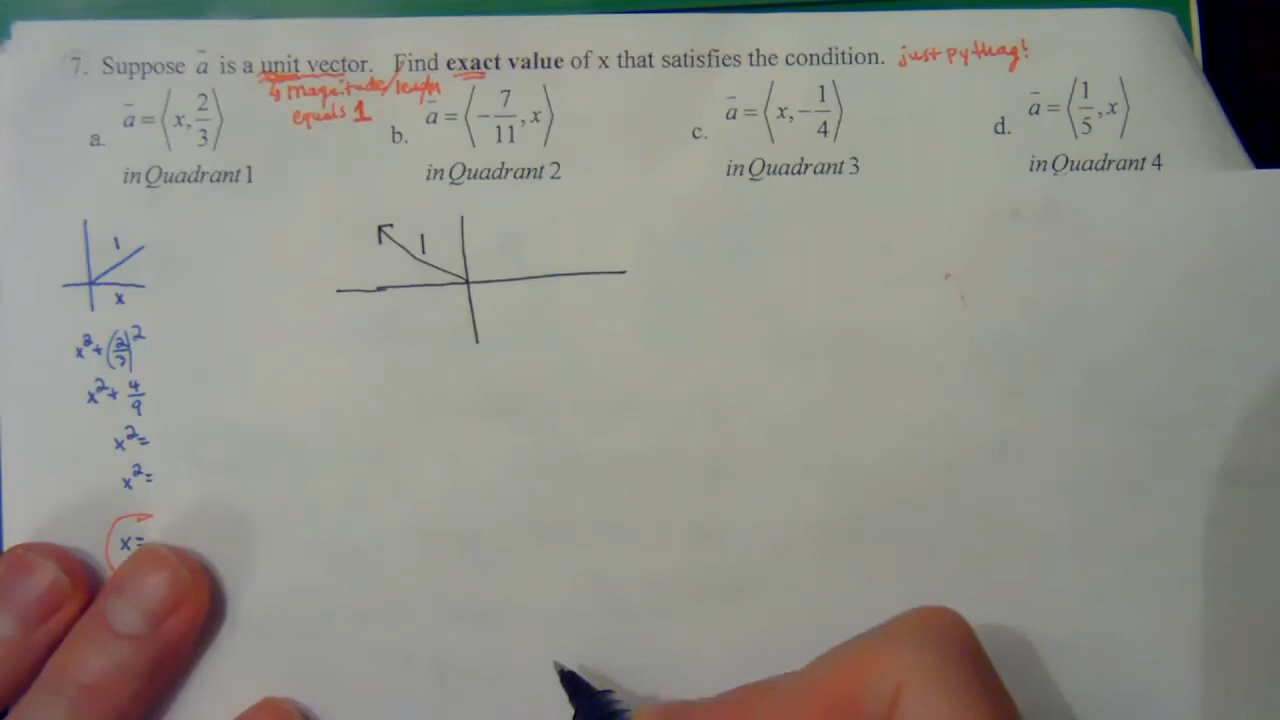 7. Suppose a̅ is a unit vector. Find exact value of x that satisfies the condition. just pythag!
↳ magnitude/length
equals 1
a. a̅ = ⟨x, 2/3⟩
in Quadrant 1
b. a̅ = ⟨-7/11, x⟩
in Quadrant 2
c. a̅ = ⟨x, -1/4⟩
in Quadrant 3
d. a̅ = ⟨1/5, x⟩
in Quadrant 4
1
x
x² + (2/3)²
x² + 4/9
x² =
x² =
x =
1